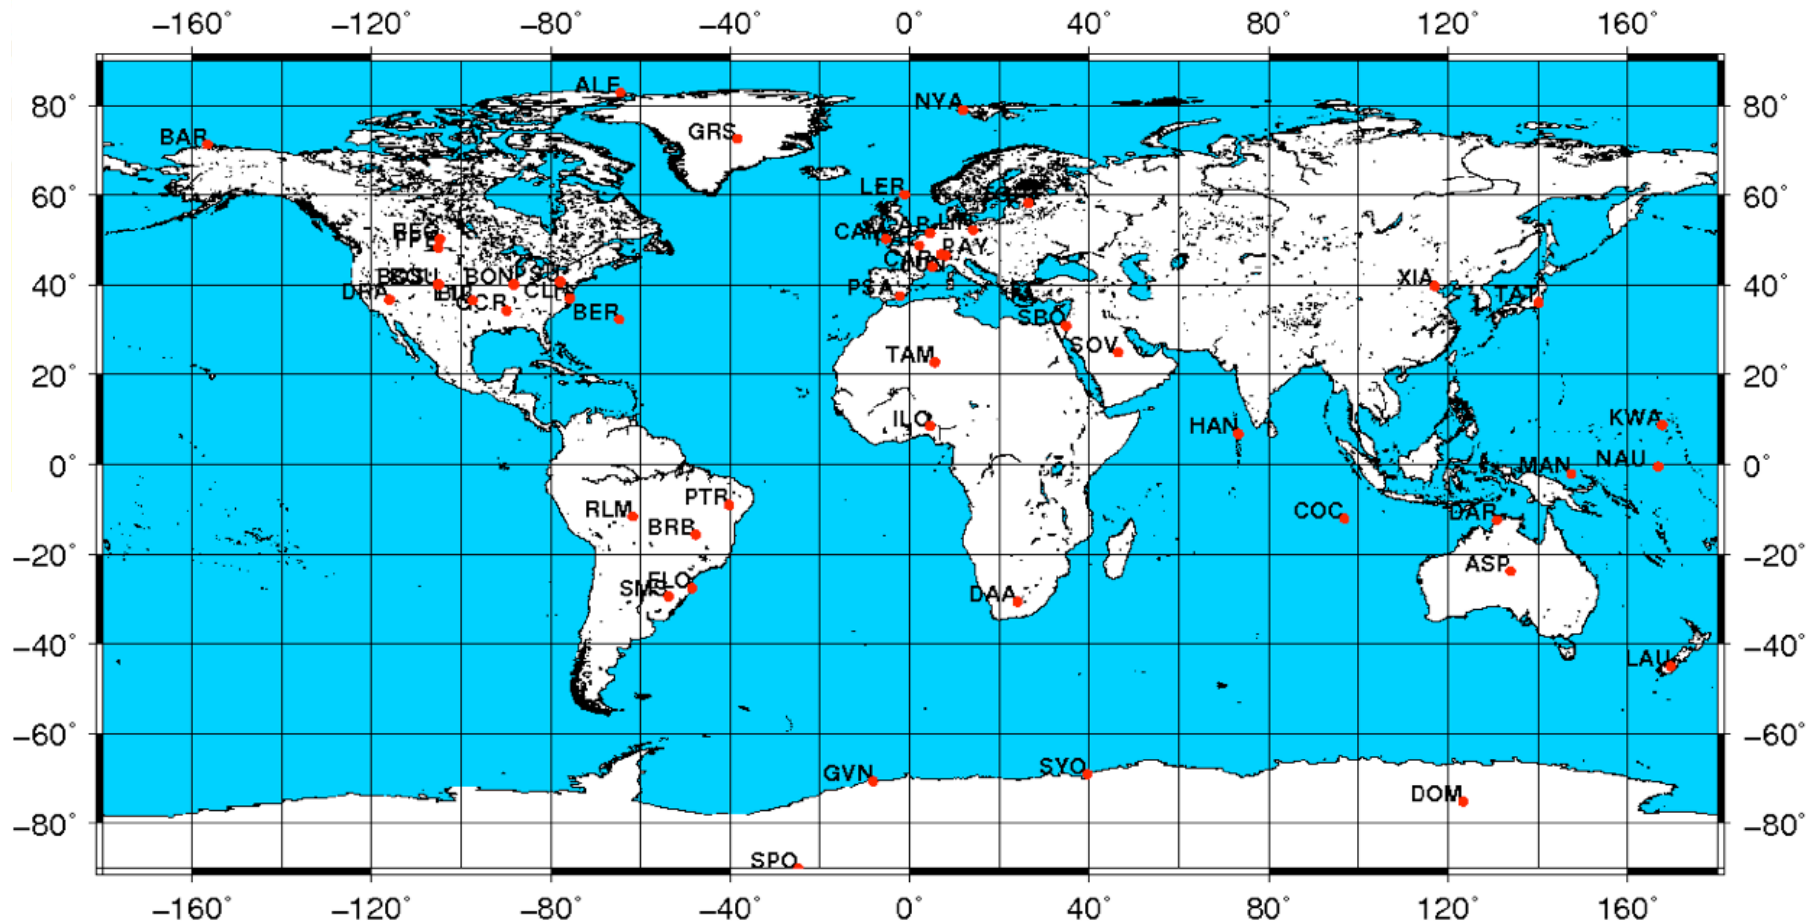 −160° −120° −80° −40° 0° 40° 80° 120° 160°
ALE
80° NYA 80°
BAR GRS
60° LER 60°
CAM
PAY
BON
40° PSA XIA 40°
DRA TAT
GCR BER SBO
SOV
TAM
20° 20°
ILO HAN KWA
0° MAN NAU 0°
PTR
RLM COC DAR
BRB
−20° −20°
ASP
SMS FLO DAA
−40° −40°
LAU
−60° −60°
GVN SYO
DOM
−80° −80°
SPO
−160° −120° −80° −40° 0° 40° 80° 120° 160°